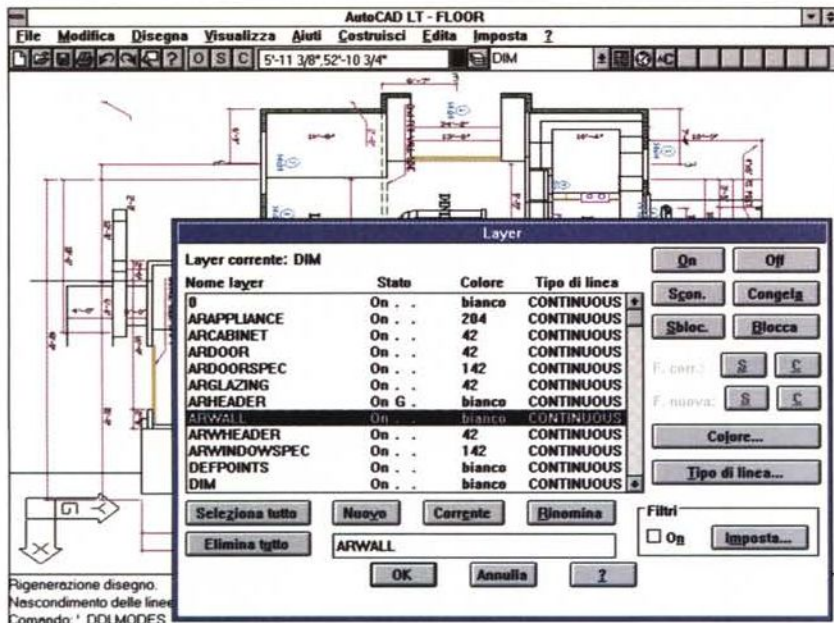 AutoCAD LT - FLOOR
File Modifica Disegna Visualizza Aiuti Costruisci Edita Imposta ?
O S C 5'-11 3/8",52'-10 3/4" DIM
Layer
Layer corrente: DIM
Nome layer Stato Colore Tipo di linea
0 On . . bianco CONTINUOUS
ARAPPLIANCE On . . 204 CONTINUOUS
ARCABINET On . . 42 CONTINUOUS
ARDOOR On . . 42 CONTINUOUS
ARDOORSPEC On . . 142 CONTINUOUS
ARGLAZING On . . 42 CONTINUOUS
ARHEADER On G . bianco CONTINUOUS
ARWALL On . . bianco CONTINUOUS
ARWHEADER On . . 42 CONTINUOUS
ARWINDOWSPEC On . . 142 CONTINUOUS
DEFPOINTS On . . bianco CONTINUOUS
DIM On . . bianco CONTINUOUS
On Off
Scon. Congela
Sbloc. Blocca
F. corr.: S C
F. nuova: S C
Colore...
Tipo di linea...
Seleziona tutto Nuovo Corrente Rinomina
Elimina tutto ARWALL
Filtri
On Imposta...
OK Annulla ?
Y G
X
Rigenerazione disegno.
Nascondimento delle linee
Comando: '_DDLMODES